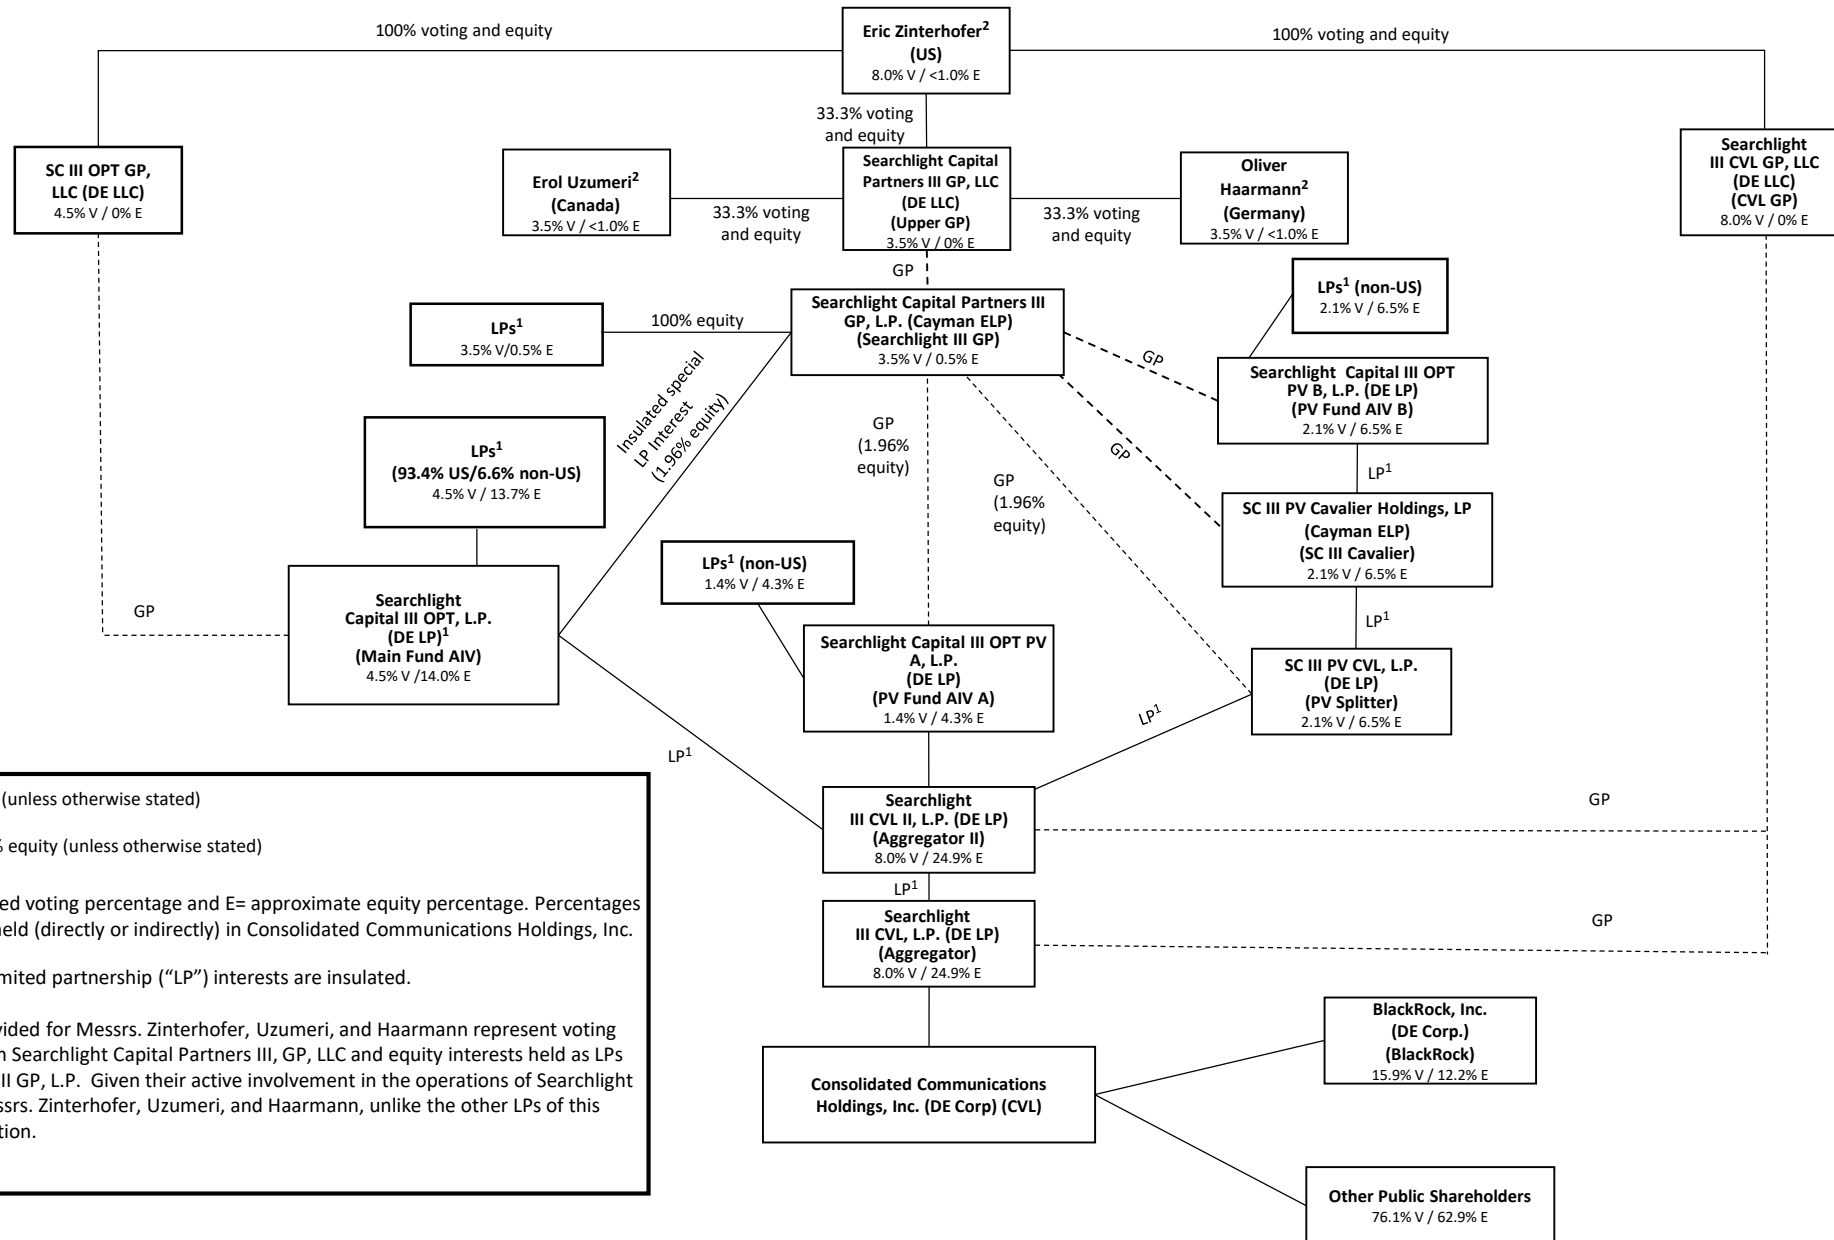 100% voting and equity
Eric Zinterhofer²
(US)
8.0% V / <1.0% E
100% voting and equity
33.3% voting
and equity
SC III OPT GP,
LLC (DE LLC)
4.5% V / 0% E
Erol Uzumeri²
(Canada)
3.5% V / <1.0% E
33.3% voting
and equity
Searchlight Capital
Partners III GP, LLC
(DE LLC)
(Upper GP)
3.5% V / 0% E
33.3% voting
and equity
Oliver
Haarmann²
(Germany)
3.5% V / <1.0% E
Searchlight
III CVL GP, LLC
(DE LLC)
(CVL GP)
8.0% V / 0% E
GP
LPs¹
3.5% V/0.5% E
100% equity
Searchlight Capital Partners III
GP, L.P. (Cayman ELP)
(Searchlight III GP)
3.5% V / 0.5% E
LPs¹ (non-US)
2.1% V / 6.5% E
GP
Searchlight  Capital III OPT
PV B, L.P. (DE LP)
(PV Fund AIV B)
2.1% V / 6.5% E
Insulated special
LP Interest
(1.96% equity)
LPs¹
(93.4% US/6.6% non-US)
4.5% V / 13.7% E
GP
(1.96%
equity)
GP
(1.96%
equity)
GP
LP¹
SC III PV Cavalier Holdings, LP
(Cayman ELP)
(SC III Cavalier)
2.1% V / 6.5% E
LPs¹ (non-US)
1.4% V / 4.3% E
GP
Searchlight
Capital III OPT, L.P.
(DE LP)¹
(Main Fund AIV)
4.5% V /14.0% E
LP¹
Searchlight Capital III OPT PV
A, L.P.
(DE LP)
(PV Fund AIV A)
1.4% V / 4.3% E
SC III PV CVL, L.P.
(DE LP)
(PV Splitter)
2.1% V / 6.5% E
LP¹
LP¹
Searchlight
III CVL II, L.P. (DE LP)
(Aggregator II)
8.0% V / 24.9% E
GP
LP¹
Searchlight
III CVL, L.P. (DE LP)
(Aggregator)
8.0% V / 24.9% E
GP
Consolidated Communications
Holdings, Inc. (DE Corp) (CVL)
BlackRock, Inc.
(DE Corp.)
(BlackRock)
15.9% V / 12.2% E
Other Public Shareholders
76.1% V / 62.9% E
(unless otherwise stated)
% equity (unless otherwise stated)
ed voting percentage and E= approximate equity percentage. Percentages
held (directly or indirectly) in Consolidated Communications Holdings, Inc.
imited partnership (“LP”) interests are insulated.
vided for Messrs. Zinterhofer, Uzumeri, and Haarmann represent voting
n Searchlight Capital Partners III, GP, LLC and equity interests held as LPs
II GP, L.P.  Given their active involvement in the operations of Searchlight
ssrs. Zinterhofer, Uzumeri, and Haarmann, unlike the other LPs of this
tion.